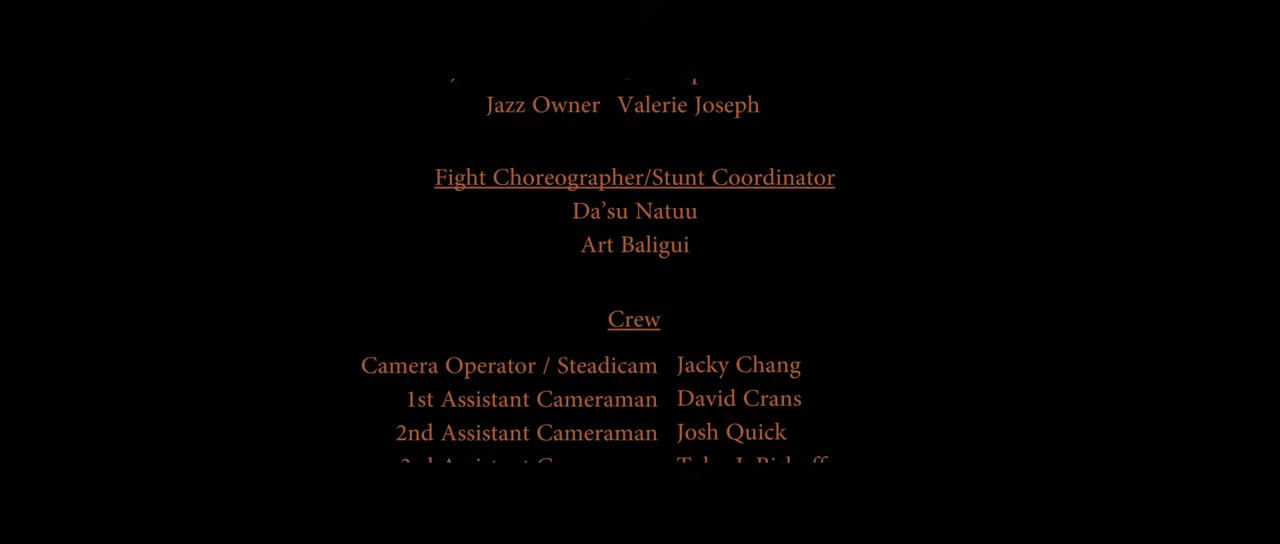 Jazz Owner Valerie Joseph
Fight Choreographer/Stunt Coordinator
Da’su Natuu
Art Baligui
Crew
Camera Operator / Steadicam Jacky Chang
1st Assistant Cameraman David Crans
2nd Assistant Cameraman Josh Quick